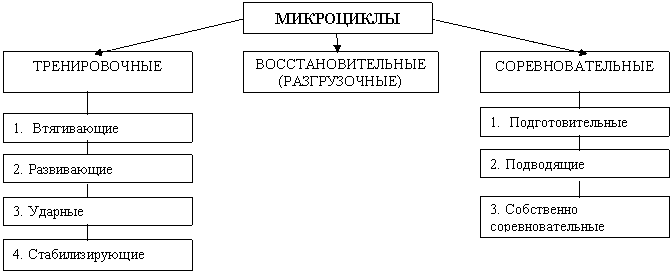 МИКРОЦИКЛЫ
ТРЕНИРОВОЧНЫЕ
ВОССТАНОВИТЕЛЬНЫЕ
(РАЗГРУЗОЧНЫЕ)
СОРЕВНОВАТЕЛЬНЫЕ
1. Втягивающие
2. Развивающие
3. Ударные
4. Стабилизирующие
1. Подготовительные
2. Подводящие
3. Собственно
соревновательные